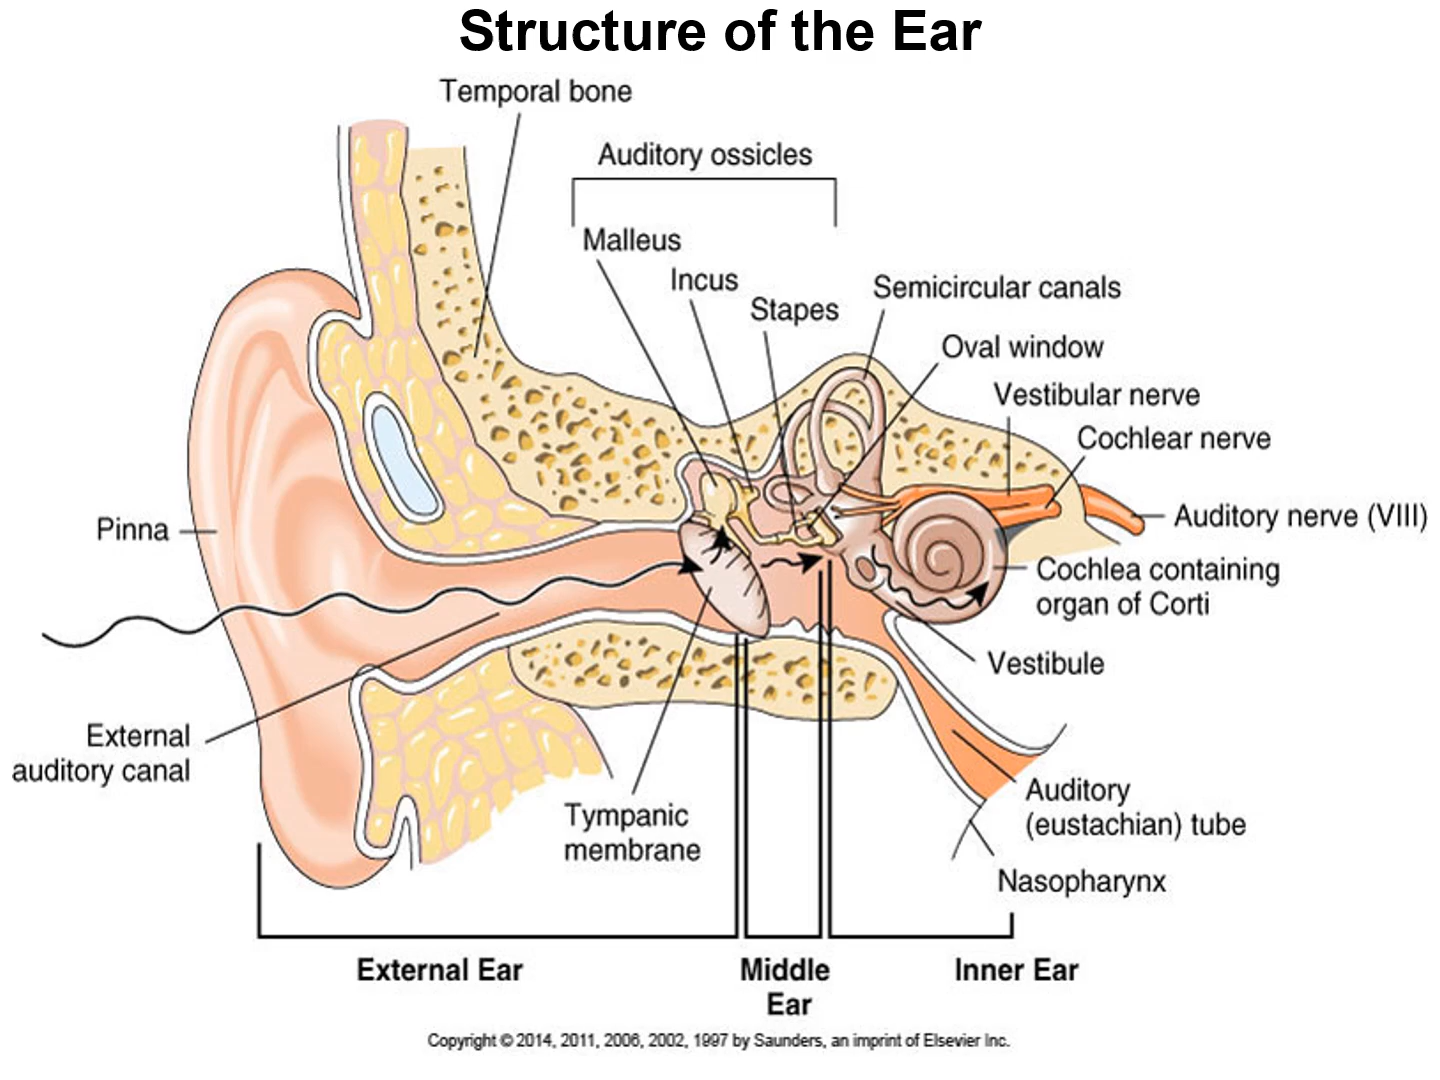 Structure of the Ear
Temporal bone
Auditory ossicles
Malleus
Incus
Stapes
Semicircular canals
Oval window
Vestibular nerve
Cochlear nerve
Auditory nerve (VIII)
Pinna
Cochlea containing
organ of Corti
Vestibule
External
auditory canal
Tympanic
membrane
Auditory
(eustachian) tube
Nasopharynx
External Ear
Middle
Ear
Inner Ear
Copyright © 2014, 2011, 2006, 2002, 1997 by Saunders, an imprint of Elsevier Inc.